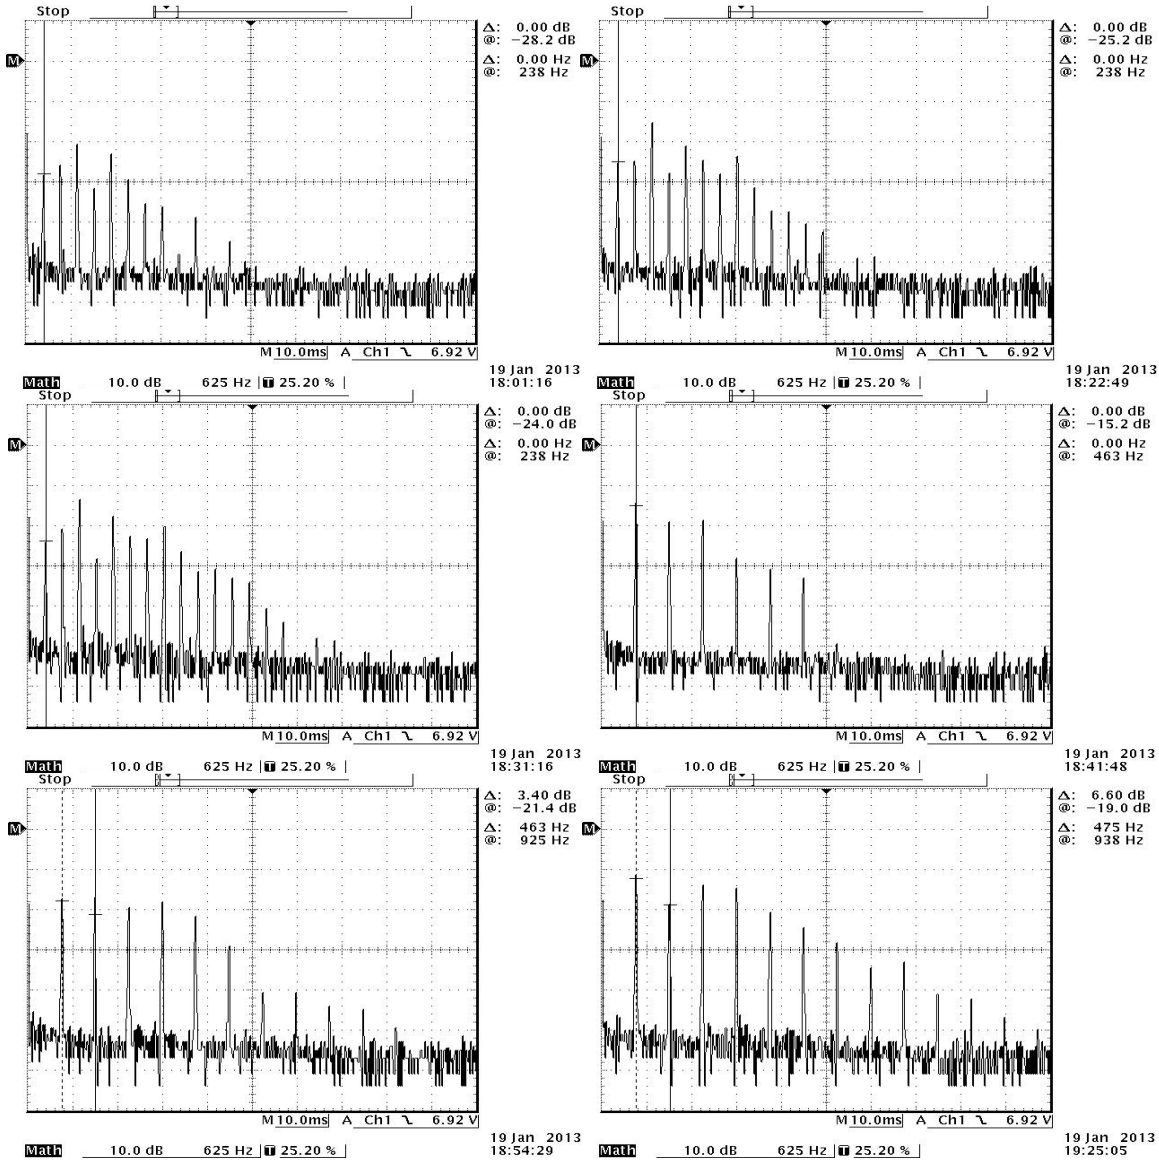 Stop
Δ: 0.00 dB
@: −28.2 dB
Δ: 0.00 Hz
@: 238 Hz
M
M 10.0ms A Ch1 6.92 V
19 Jan 2013
18:01:16
Math 10.0 dB 625 Hz T 25.20 %
Stop
Δ: 0.00 dB
@: −25.2 dB
Δ: 0.00 Hz
@: 238 Hz
M
M 10.0ms A Ch1 6.92 V
19 Jan 2013
18:22:49
Math 10.0 dB 625 Hz T 25.20 %
Stop
Δ: 0.00 dB
@: −24.0 dB
Δ: 0.00 Hz
@: 238 Hz
M
M 10.0ms A Ch1 6.92 V
19 Jan 2013
18:31:16
Math 10.0 dB 625 Hz T 25.20 %
Stop
Δ: 0.00 dB
@: −15.2 dB
Δ: 0.00 Hz
@: 463 Hz
M
M 10.0ms A Ch1 6.92 V
19 Jan 2013
18:41:48
Math 10.0 dB 625 Hz T 25.20 %
Stop
Δ: 3.40 dB
@: −21.4 dB
Δ: 463 Hz
@: 925 Hz
M
M 10.0ms A Ch1 6.92 V
19 Jan 2013
18:54:29
Math 10.0 dB 625 Hz T 25.20 %
Stop
Δ: 6.60 dB
@: −19.0 dB
Δ: 475 Hz
@: 938 Hz
M
M 10.0ms A Ch1 6.92 V
19 Jan 2013
19:25:05
Math 10.0 dB 625 Hz T 25.20 %